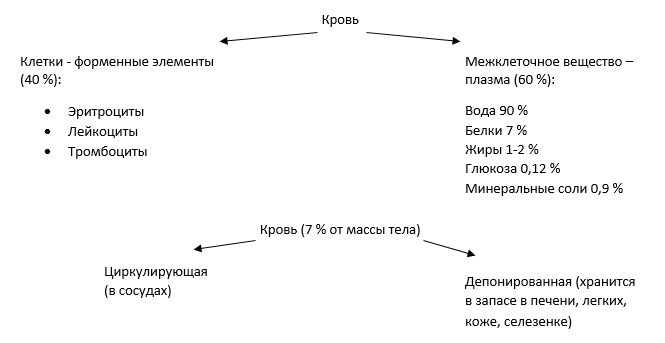 Кровь
Клетки - форменные элементы
(40 %):
• Эритроциты
• Лейкоциты
• Тромбоциты
Межклеточное вещество –
плазма (60 %):
Вода 90 %
Белки 7 %
Жиры 1-2 %
Глюкоза 0,12 %
Минеральные соли 0,9 %
Кровь (7 % от массы тела)
Циркулирующая
(в сосудах)
Депонированная (хранится
в запасе в печени, легких,
коже, селезенке)